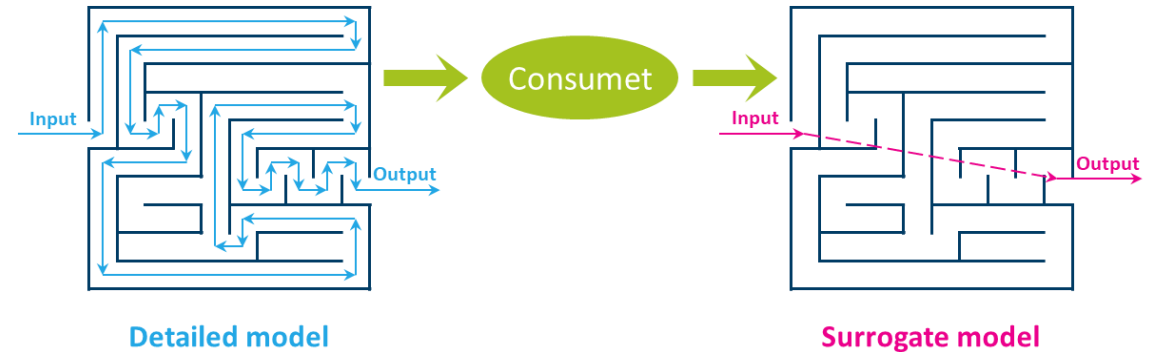 Input
Output
Detailed model
Consumet
Input
Output
Surrogate model